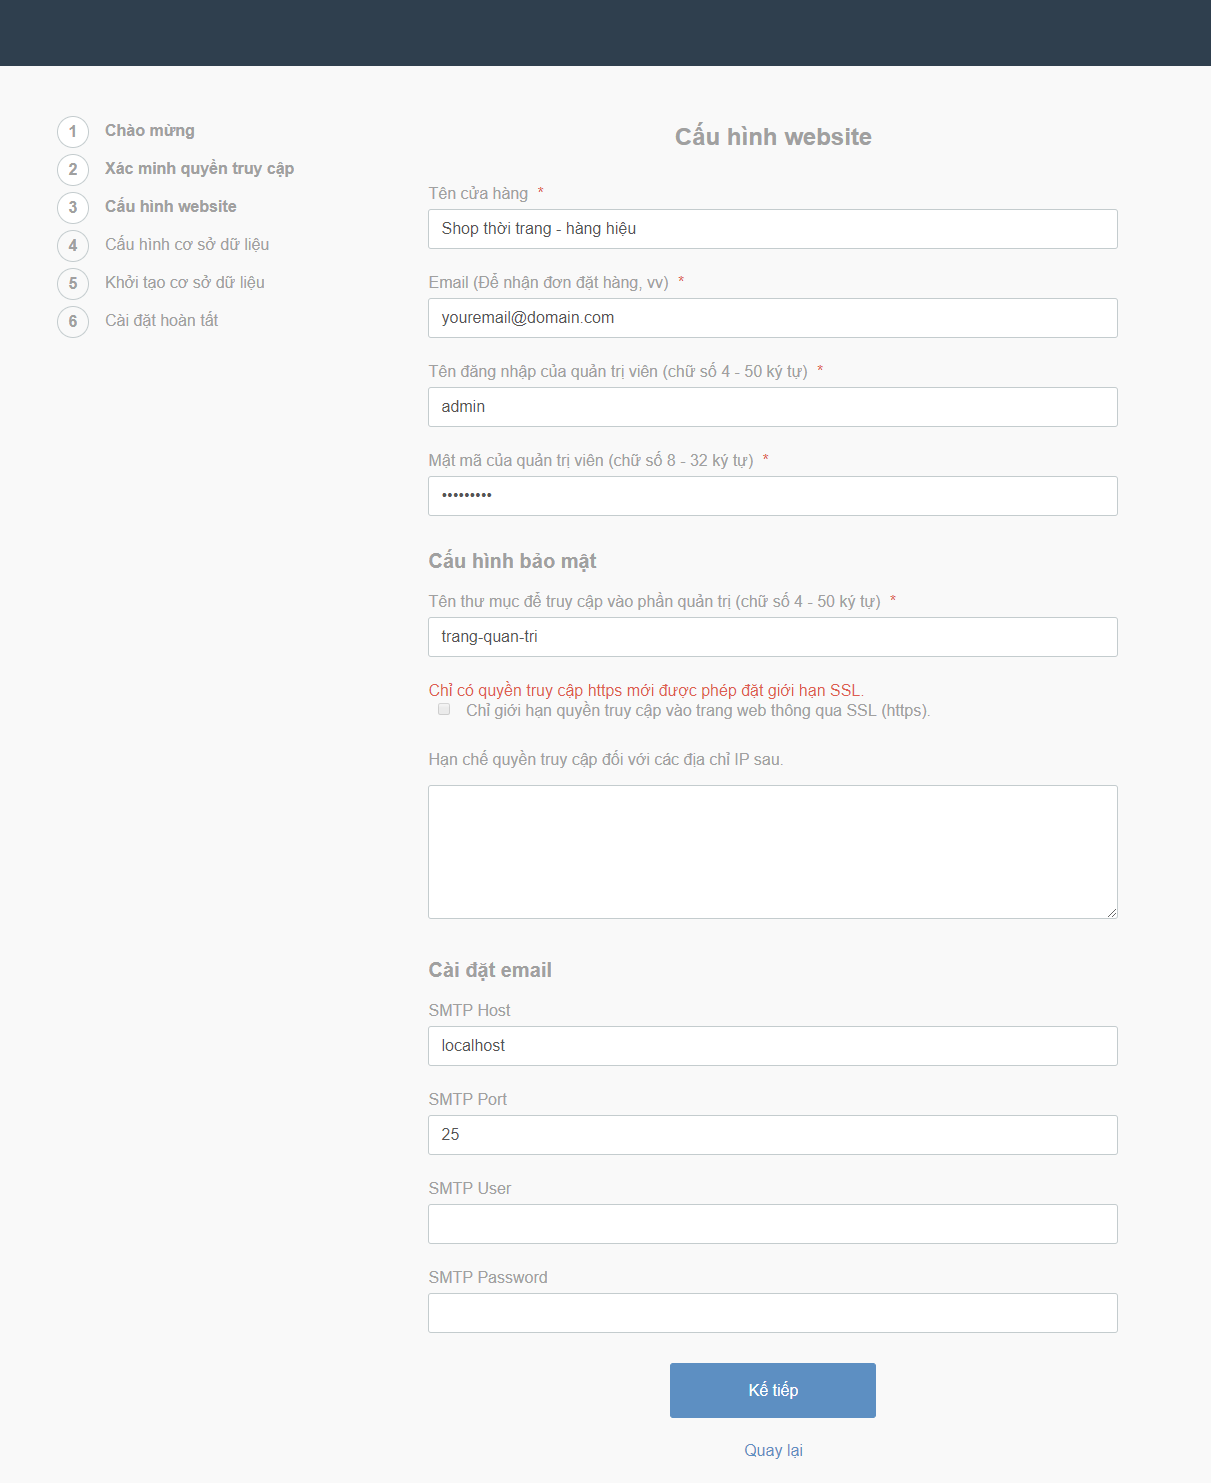 1 Chào mừng
2 Xác minh quyền truy cập
3 Cấu hình website
4 Cấu hình cơ sở dữ liệu
5 Khởi tạo cơ sở dữ liệu
6 Cài đặt hoàn tất
Cấu hình website
Tên cửa hàng *
Shop thời trang - hàng hiệu
Email (Để nhận đơn đặt hàng, vv) *
youremail@domain.com
Tên đăng nhập của quản trị viên (chữ số 4 - 50 ký tự) *
admin
Mật mã của quản trị viên (chữ số 8 - 32 ký tự) *
•••••••••
Cấu hình bảo mật
Tên thư mục để truy cập vào phần quản trị (chữ số 4 - 50 ký tự) *
trang-quan-tri
Chỉ có quyền truy cập https mới được phép đặt giới hạn SSL.
Chỉ giới hạn quyền truy cập vào trang web thông qua SSL (https).
Hạn chế quyền truy cập đối với các địa chỉ IP sau.
Cài đặt email
SMTP Host
localhost
SMTP Port
25
SMTP User
SMTP Password
Kế tiếp
Quay lại